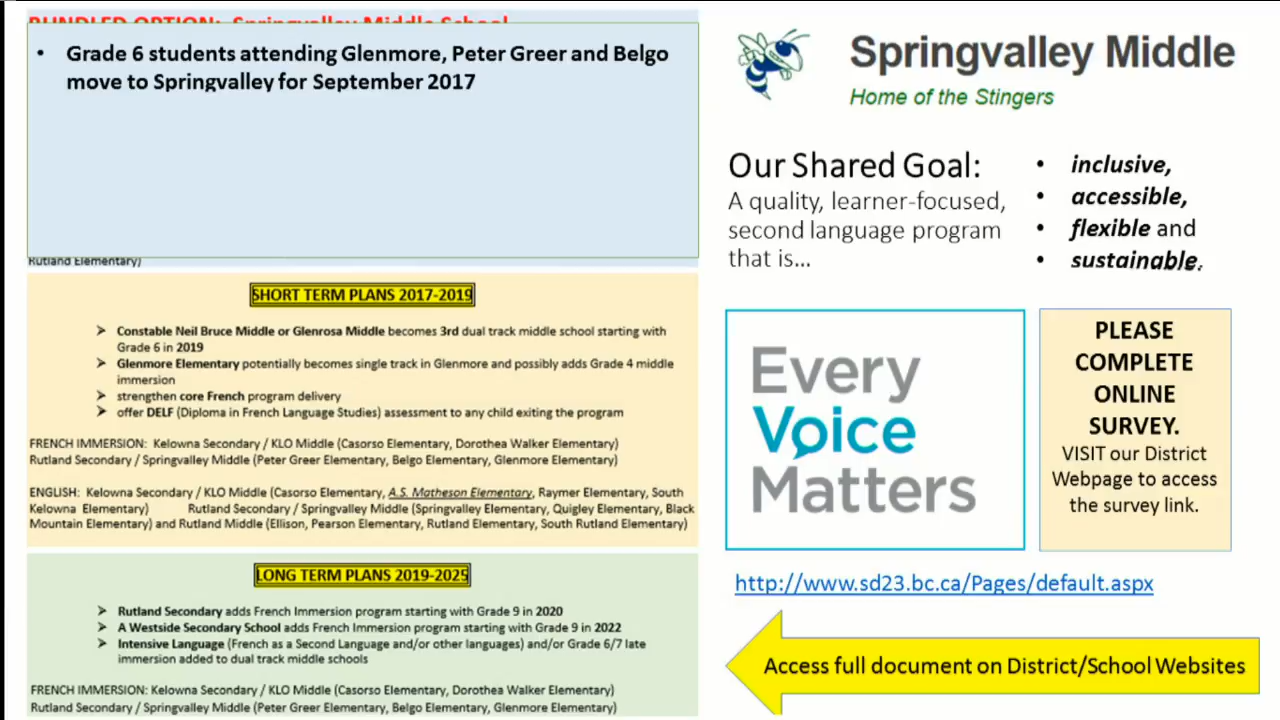 BUNDLED OPTION: Springvalley Middle School
• Grade 6 students attending Glenmore, Peter Greer and Belgo
move to Springvalley for September 2017
Rutland Elementary)
SHORT TERM PLANS 2017-2019
➢ Constable Neil Bruce Middle or Glenrosa Middle becomes 3rd dual track middle school starting with
Grade 6 in 2019
➢ Glenmore Elementary potentially becomes single track in Glenmore and possibly adds Grade 4 middle
immersion
➢ strengthen core French program delivery
➢ offer DELF (Diploma in French Language Studies) assessment to any child exiting the program
FRENCH IMMERSION: Kelowna Secondary / KLO Middle (Casorso Elementary, Dorothea Walker Elementary)
Rutland Secondary / Springvalley Middle (Peter Greer Elementary, Belgo Elementary, Glenmore Elementary)
ENGLISH: Kelowna Secondary / KLO Middle (Casorso Elementary, A.S. Matheson Elementary, Raymer Elementary, South
Kelowna Elementary) Rutland Secondary / Springvalley Middle (Springvalley Elementary, Quigley Elementary, Black
Mountain Elementary) and Rutland Middle (Ellison, Pearson Elementary, Rutland Elementary, South Rutland Elementary)
LONG TERM PLANS 2019-2025
➢ Rutland Secondary adds French Immersion program starting with Grade 9 in 2020
➢ A Westside Secondary School adds French Immersion program starting with Grade 9 in 2022
➢ Intensive Language (French as a Second Language and/or other languages) and/or Grade 6/7 late
immersion added to dual track middle schools
FRENCH IMMERSION: Kelowna Secondary / KLO Middle (Casorso Elementary, Dorothea Walker Elementary)
Rutland Secondary / Springvalley Middle (Peter Greer Elementary, Belgo Elementary, Glenmore Elementary)
Springvalley Middle
Home of the Stingers
Our Shared Goal:
A quality, learner-focused,
second language program
that is...
• inclusive,
• accessible,
• flexible and
• sustainable.
Every
Voice
Matters
PLEASE
COMPLETE
ONLINE
SURVEY.
VISIT our District
Webpage to access
the survey link.
http://www.sd23.bc.ca/Pages/default.aspx
Access full document on District/School Websites